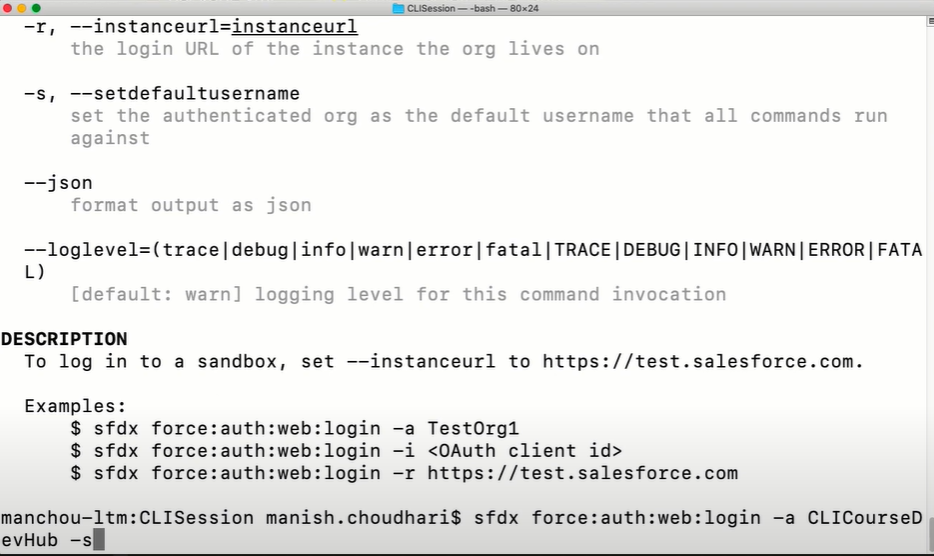 CLISession — -bash — 80×24
-r, --instanceurl=instanceurl
the login URL of the instance the org lives on
-s, --setdefaultusername
set the authenticated org as the default username that all commands run
against
--json
format output as json
--loglevel=(trace|debug|info|warn|error|fatal|TRACE|DEBUG|INFO|WARN|ERROR|FATA
L)
[default: warn] logging level for this command invocation
DESCRIPTION
To log in to a sandbox, set --instanceurl to https://test.salesforce.com.
Examples:
$ sfdx force:auth:web:login -a TestOrg1
$ sfdx force:auth:web:login -i <OAuth client id>
$ sfdx force:auth:web:login -r https://test.salesforce.com
manchou-ltm:CLISession manish.choudhari$ sfdx force:auth:web:login -a CLICourseD
evHub -s